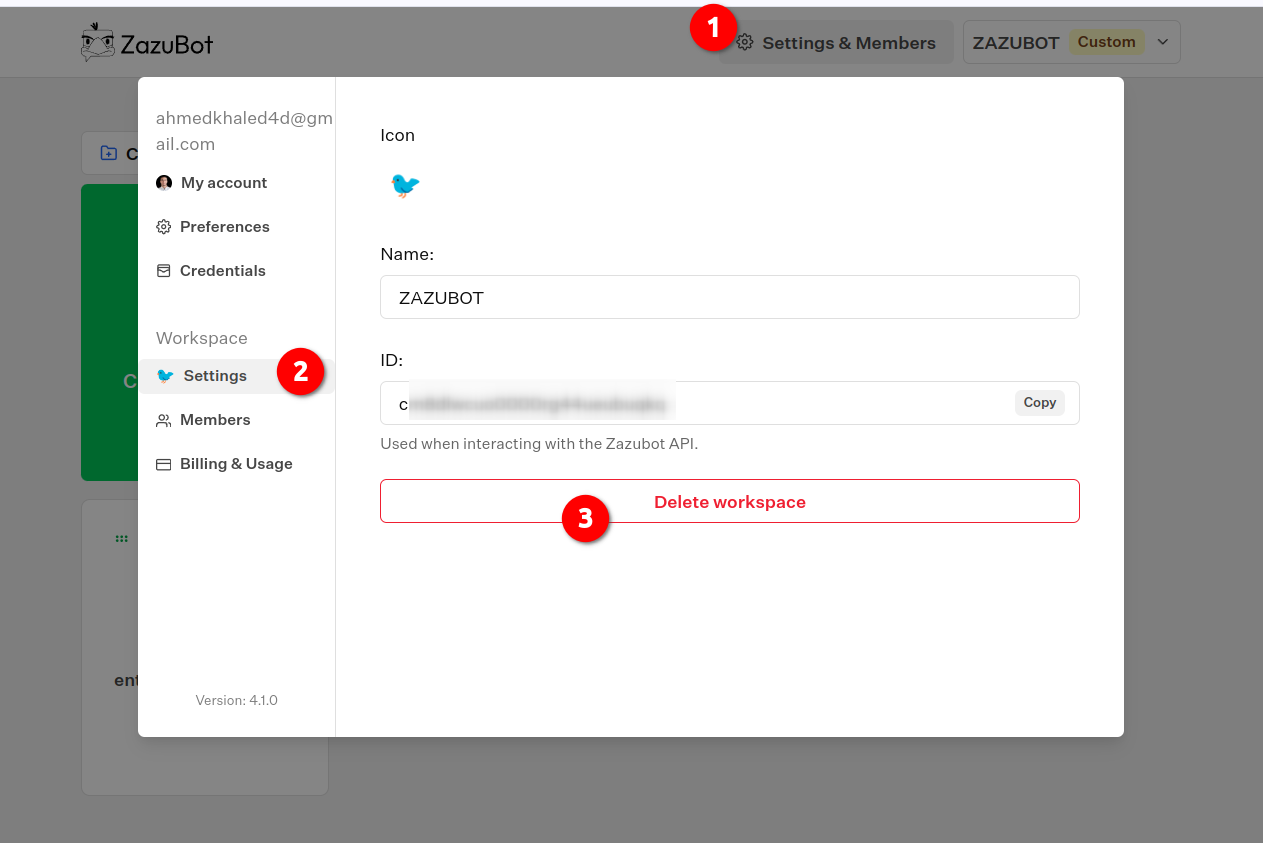 ZazuBot
1
Settings & Members
ZAZUBOT
Custom
ahmedkhaled4d@gm
ail.com
My account
Preferences
Credentials
Workspace
Settings
2
Members
Billing & Usage
Version: 4.1.0
Icon
Name:
ZAZUBOT
ID:
c
Copy
Used when interacting with the Zazubot API.
Delete workspace
3
C
C
ent